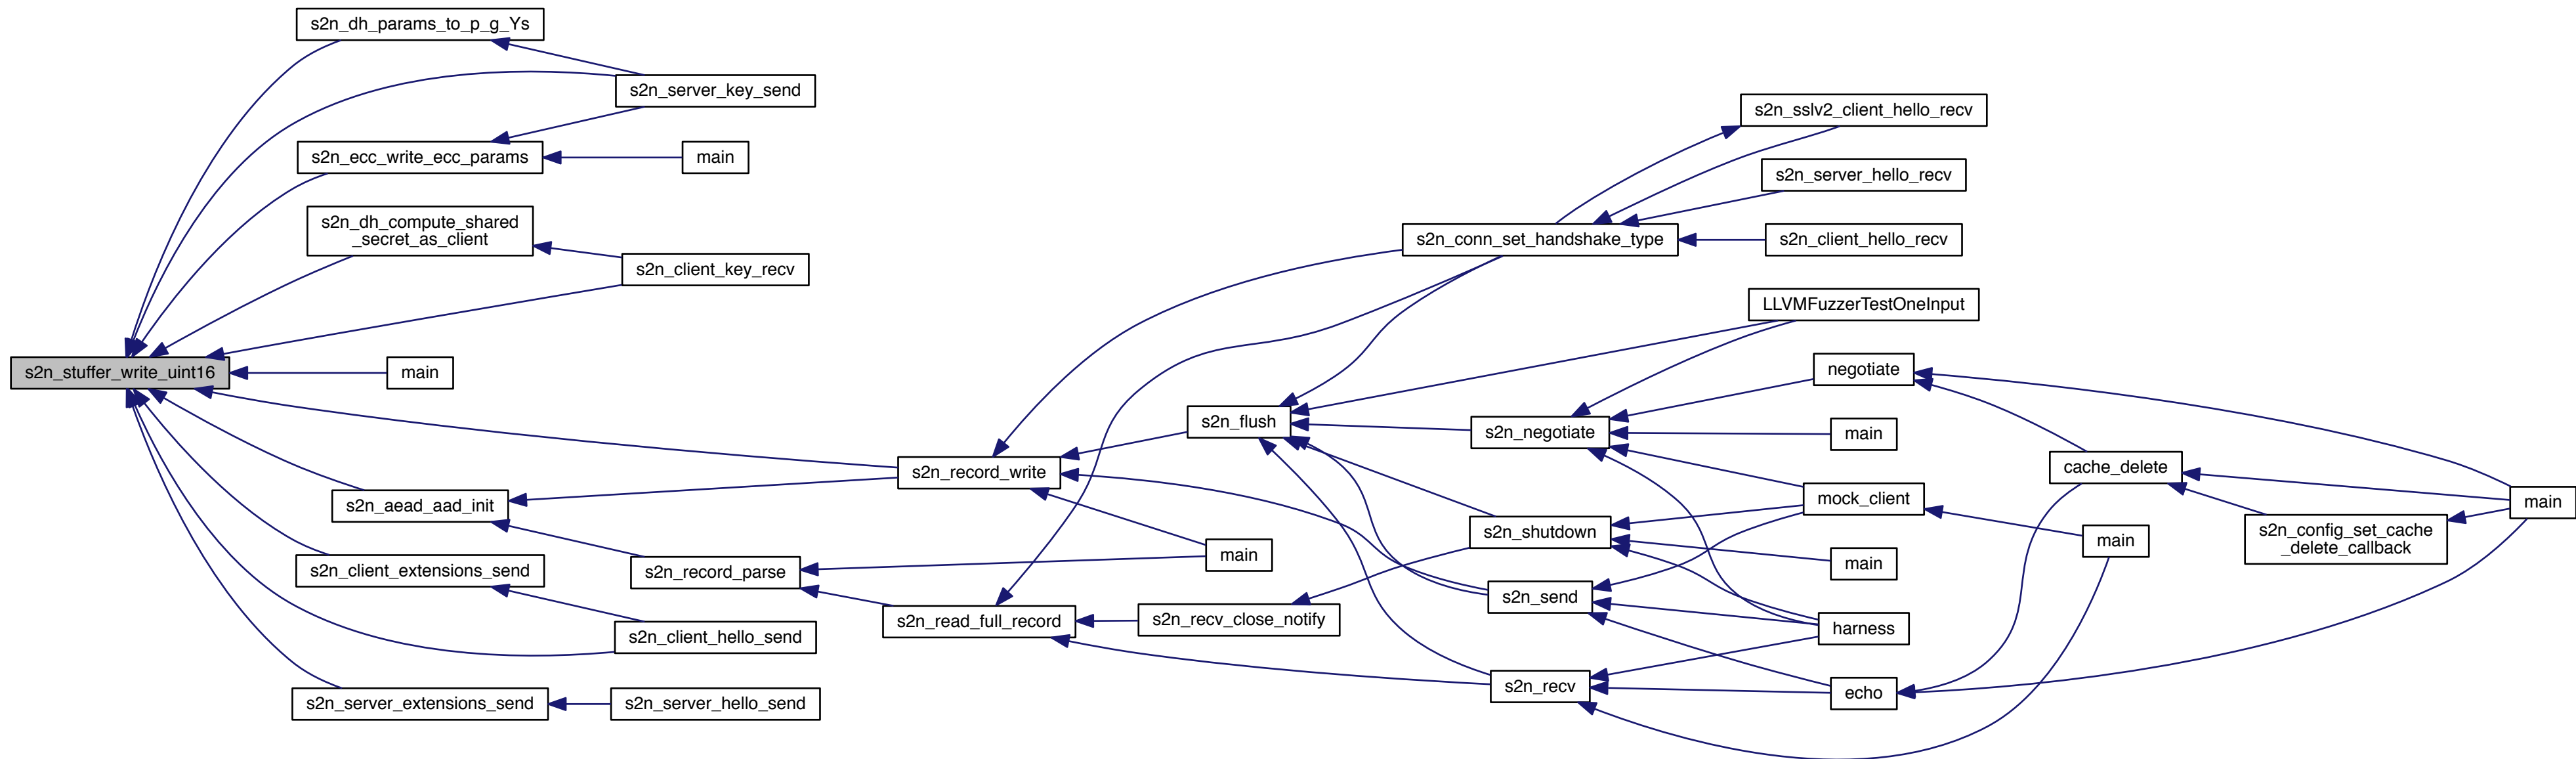 s2n_dh_params_to_p_g_Ys
s2n_server_key_send
s2n_ecc_write_ecc_params
main
s2n_dh_compute_shared
_secret_as_client
s2n_client_key_recv
s2n_stuffer_write_uint16
main
s2n_record_write
s2n_aead_aad_init
s2n_record_parse
main
s2n_client_extensions_send
s2n_client_hello_send
s2n_read_full_record
s2n_recv_close_notify
s2n_server_extensions_send
s2n_server_hello_send
s2n_sslv2_client_hello_recv
s2n_server_hello_recv
s2n_conn_set_handshake_type
s2n_client_hello_recv
LLVMFuzzerTestOneInput
s2n_flush
s2n_negotiate
negotiate
main
s2n_shutdown
mock_client
main
main
s2n_send
harness
s2n_recv
echo
cache_delete
s2n_config_set_cache
_delete_callback
main